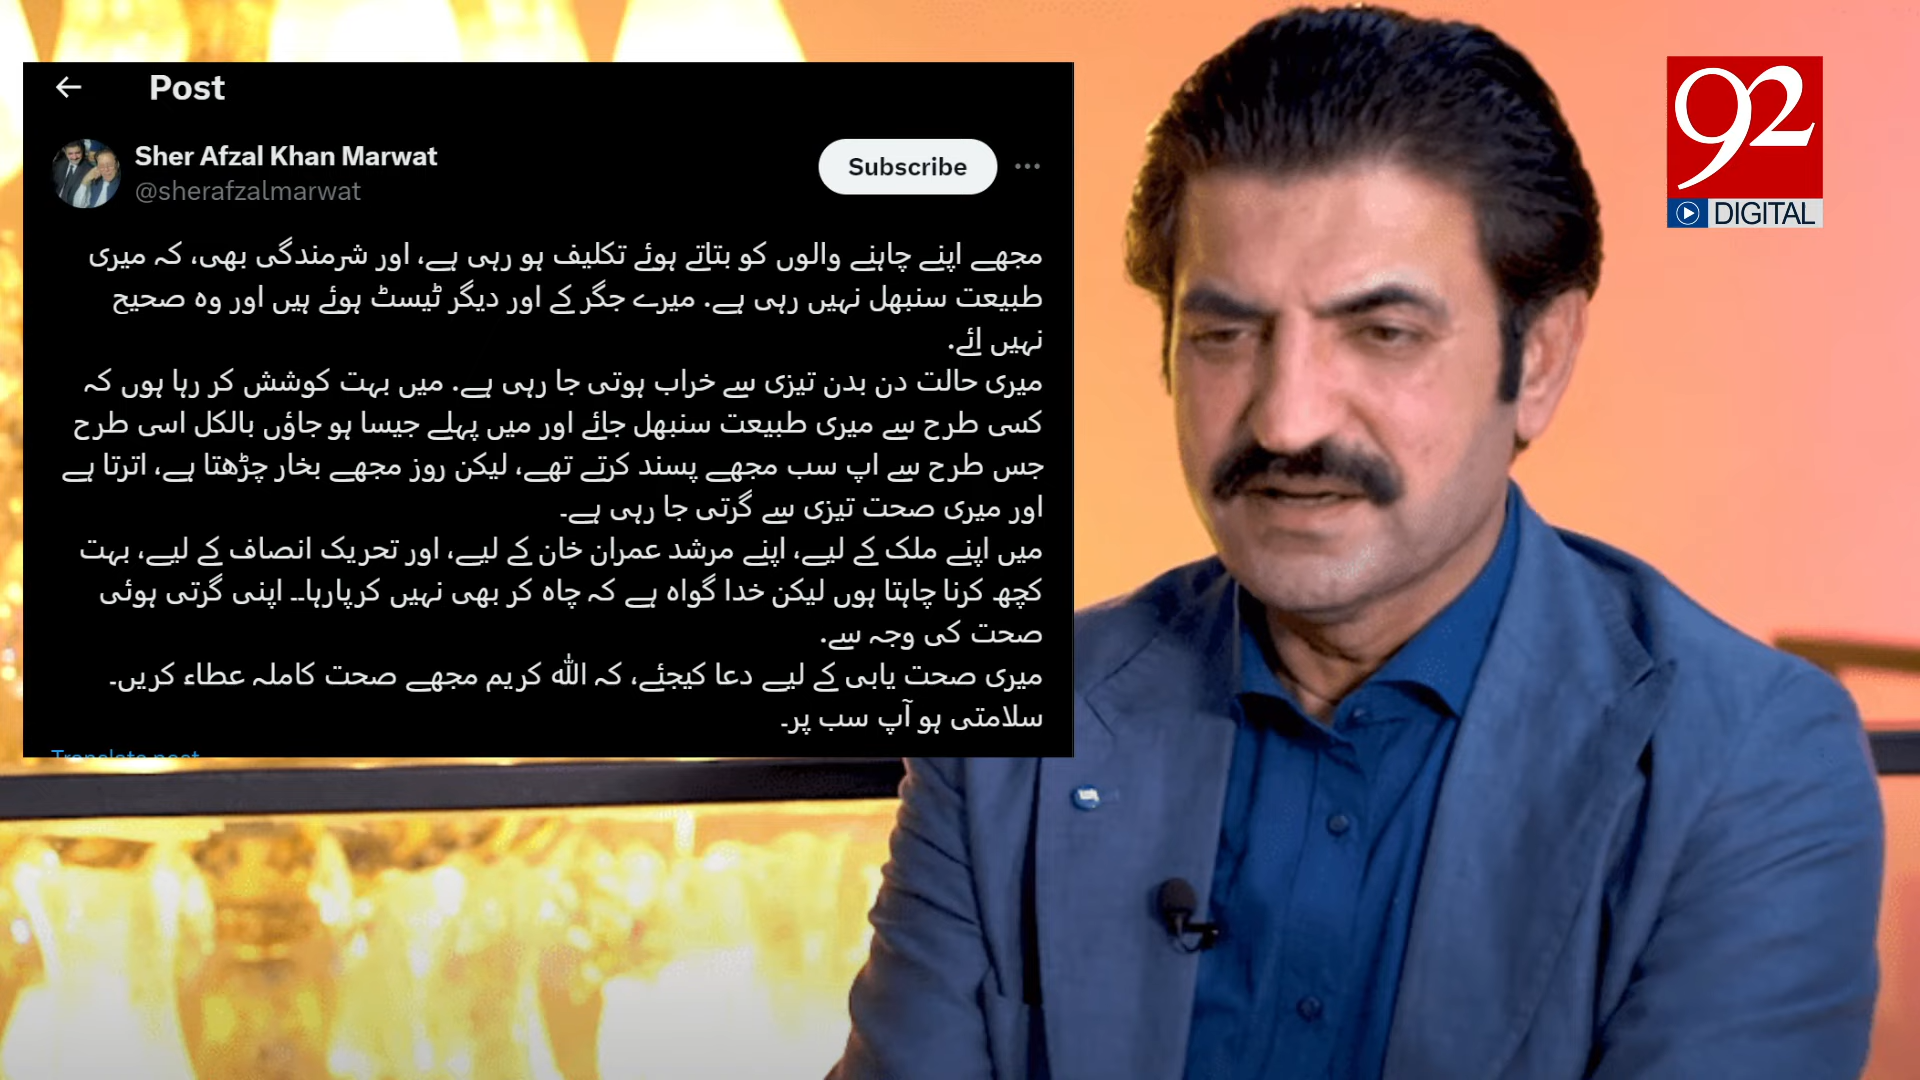 Post
Sher Afzal Khan Marwat
@sherafzalmarwat
Subscribe
92
DIGITAL
مجھے اپنے چاہنے والوں کو بتاتے ہوئے تکلیف ہو رہی ہے، اور شرمندگی بھی، کہ میری
طبیعت سنبھل نہیں رہی ہے. میرے جگر کے اور دیگر ٹیسٹ ہوئے ہیں اور وہ صحیح
نہیں ائے.
میری حالت دن بدن تیزی سے خراب ہوتی جا رہی ہے. میں بہت کوشش کر رہا ہوں کہ
کسی طرح سے میری طبیعت سنبھل جائے اور میں پہلے جیسا ہو جاؤں بالکل اسی طرح
جس طرح سے اپ سب مجھے پسند کرتے تھے، لیکن روز مجھے بخار چڑھتا ہے، اترتا ہے
اور میری صحت تیزی سے گرتی جا رہی ہے۔
میں اپنے ملک کے لیے، اپنے مرشد عمران خان کے لیے، اور تحریک انصاف کے لیے، بہت
کچھ کرنا چاہتا ہوں لیکن خدا گواہ ہے کہ چاہ کر بھی نہیں کرپارہا۔۔ اپنی گرتی ہوئی
صحت کی وجہ سے.
میری صحت یابی کے لیے دعا کیجئے، کہ اللّٰہ کریم مجھے صحت کاملہ عطاء کریں۔
سلامتی ہو آپ سب پر۔
Translate post